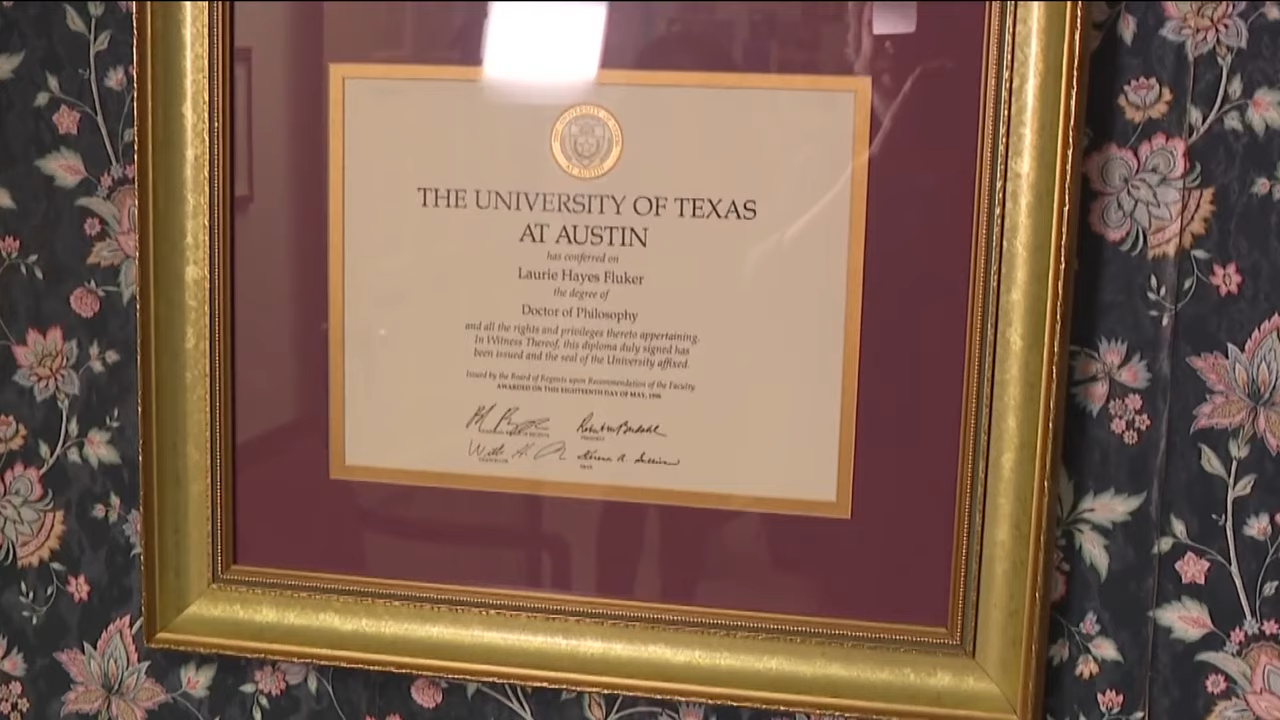 THE UNIVERSITY OF TEXAS
AT AUSTIN
has conferred on
Laurie Hayes Fluker
the degree of
Doctor of Philosophy
and all the rights and privileges thereto appertaining.
In Witness Thereof, this diploma duly signed has
been issued and the seal of the University affixed.
Issued by the Board of Regents upon Recommendation of the Faculty
AWARDED ON THIS EIGHTEENTH DAY OF MAY, 1996